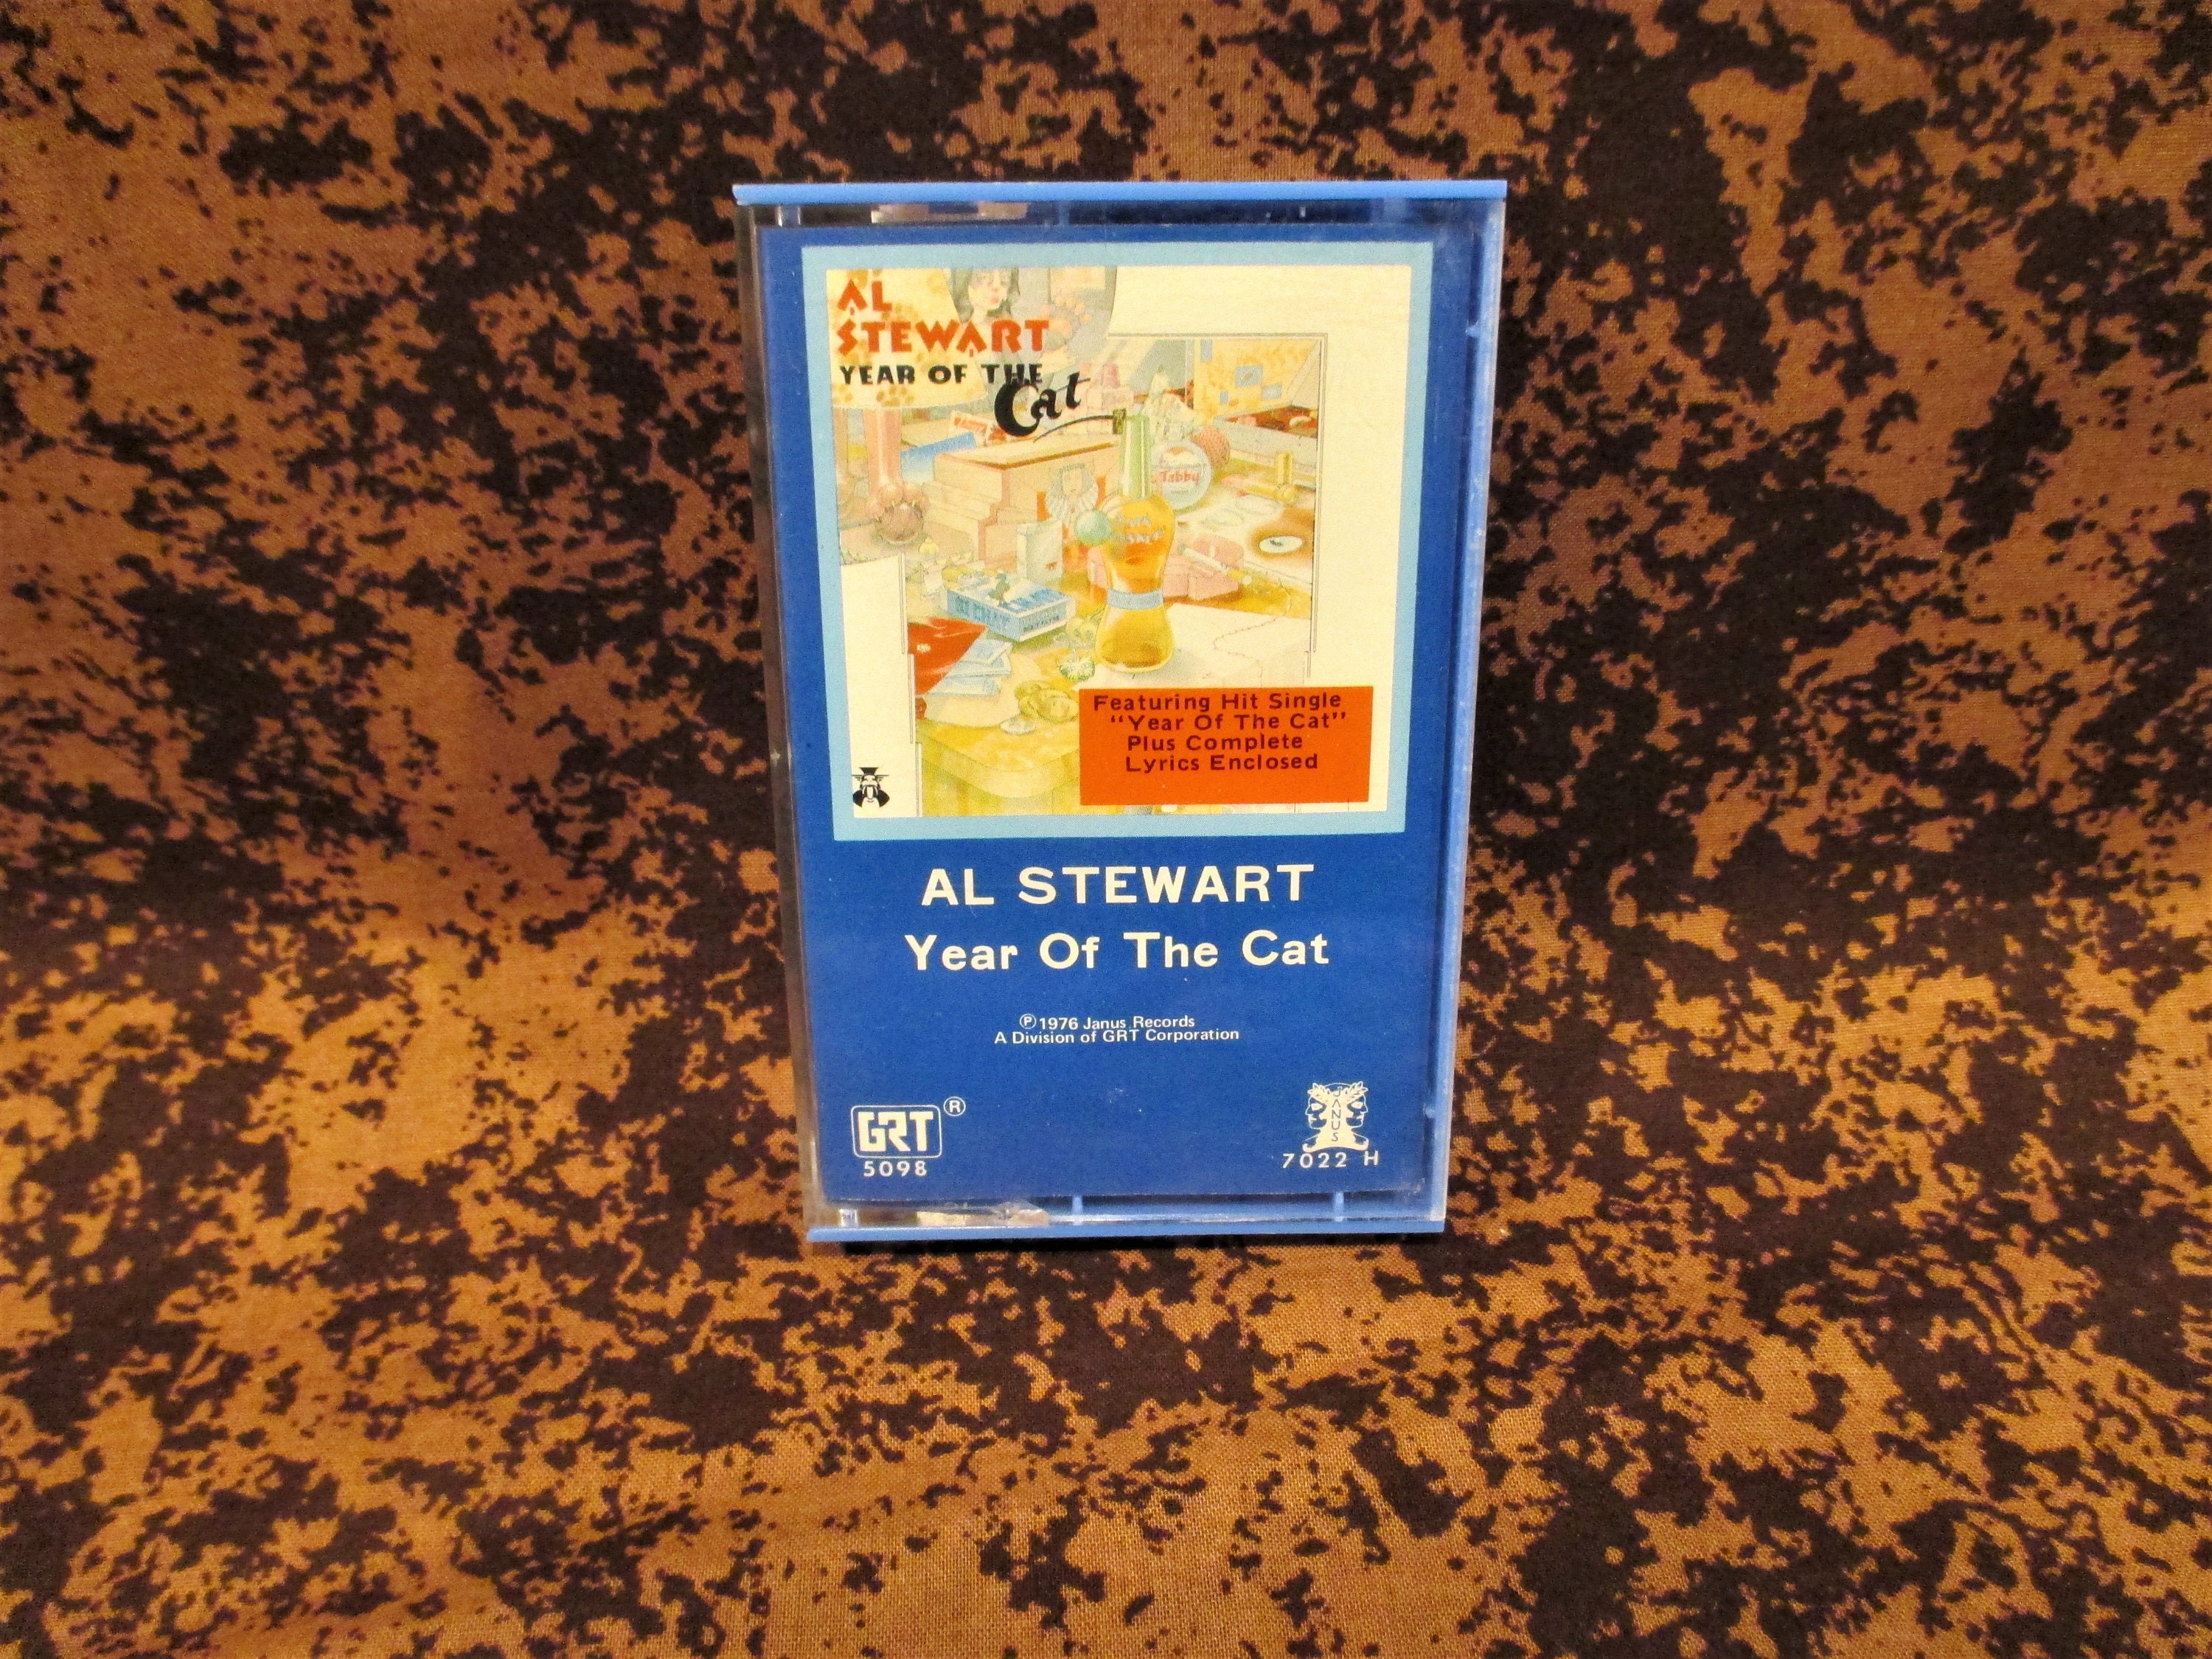 AL
STEWART
YEAR OF THE
Cat
Tabby
Featuring Hit Single
"Year Of The Cat"
Plus Complete
Lyrics Enclosed
AL STEWART
Year Of The Cat
℗ 1976 Janus Records
A Division of GRT Corporation
GRT ®
5098
JANUS
7022 H